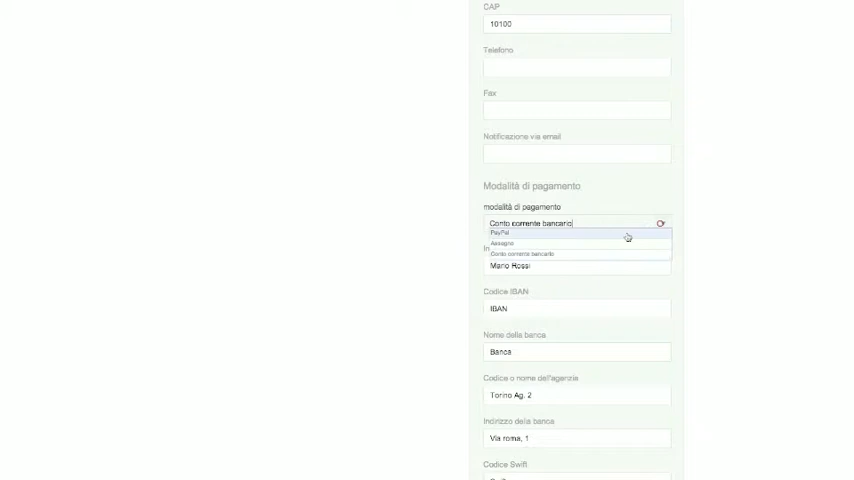 CAP
10100
Telefono
Fax
Notificazione via email
Modalità di pagamento
modalità di pagamento
Conto corrente bancario
PayPal
Assegno
Conto corrente bancario
In
Mario Rossi
Codice IBAN
IBAN
Nome della banca
Banca
Codice o nome dell'agenzia
Torino Ag. 2
Indirizzo della banca
Via roma, 1
Codice Swift